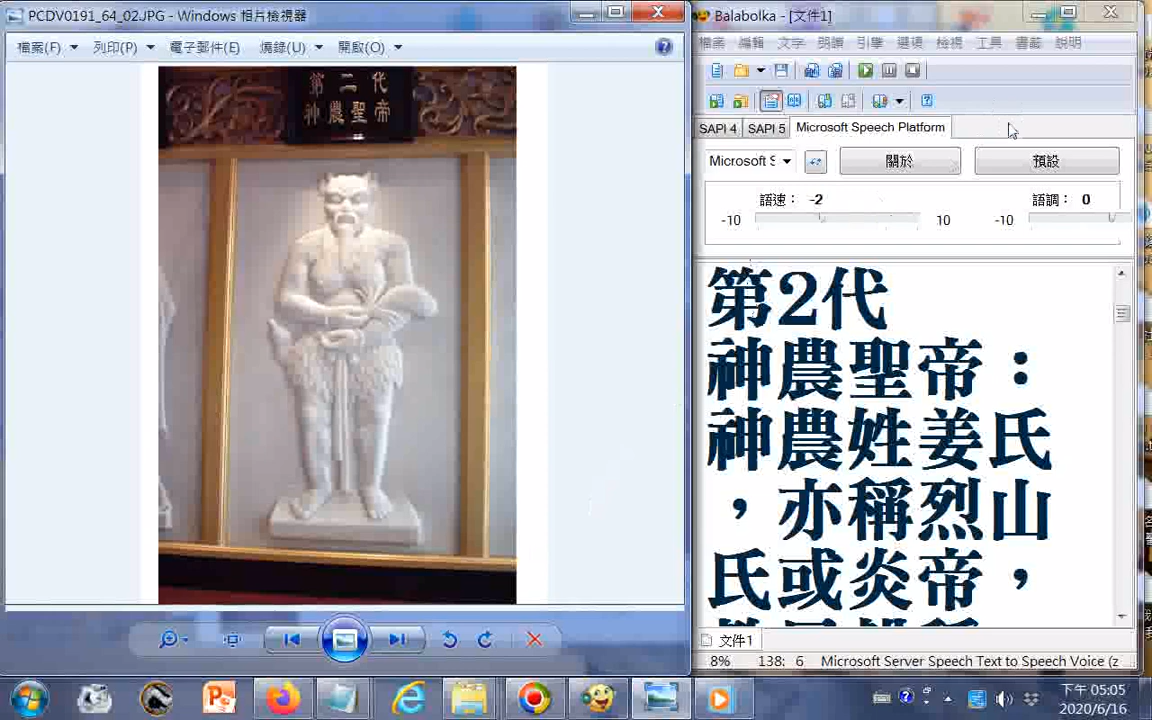 PCDV0191_64_02.JPG - Windows 相片檢視器
檔案(F) 列印(P) 電子郵件(E) 燒錄(U) 開啟(O)
第二代
神農聖帝
Balabolka - [文件1]
檔案 編輯 文字 朗讀 引擎 選項 檢視 工具 書籤 說明
SAPI 4 SAPI 5 Microsoft Speech Platform
Microsoft S 關於 預設
語速: -2 語調: 0
-10 10 -10
第2代
神農聖帝：
神農姓姜氏
，亦稱烈山
氏或炎帝，
文件1
8% 138: 6 Microsoft Server Speech Text to Speech Voice (z
下午 05:05
2020/6/16